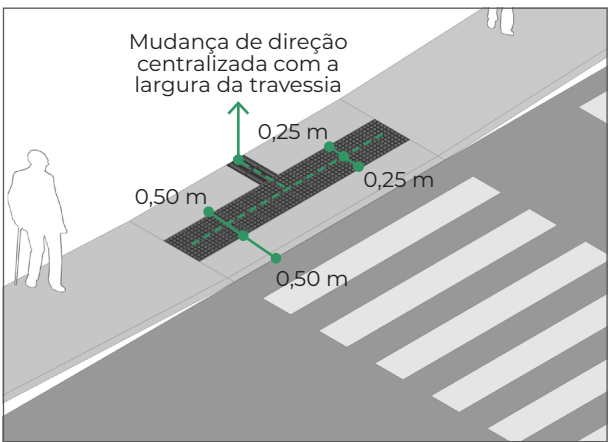 Mudança de direção
centralizada com a
largura da travessia
0,25 m
0,25 m
0,50 m
0,50 m